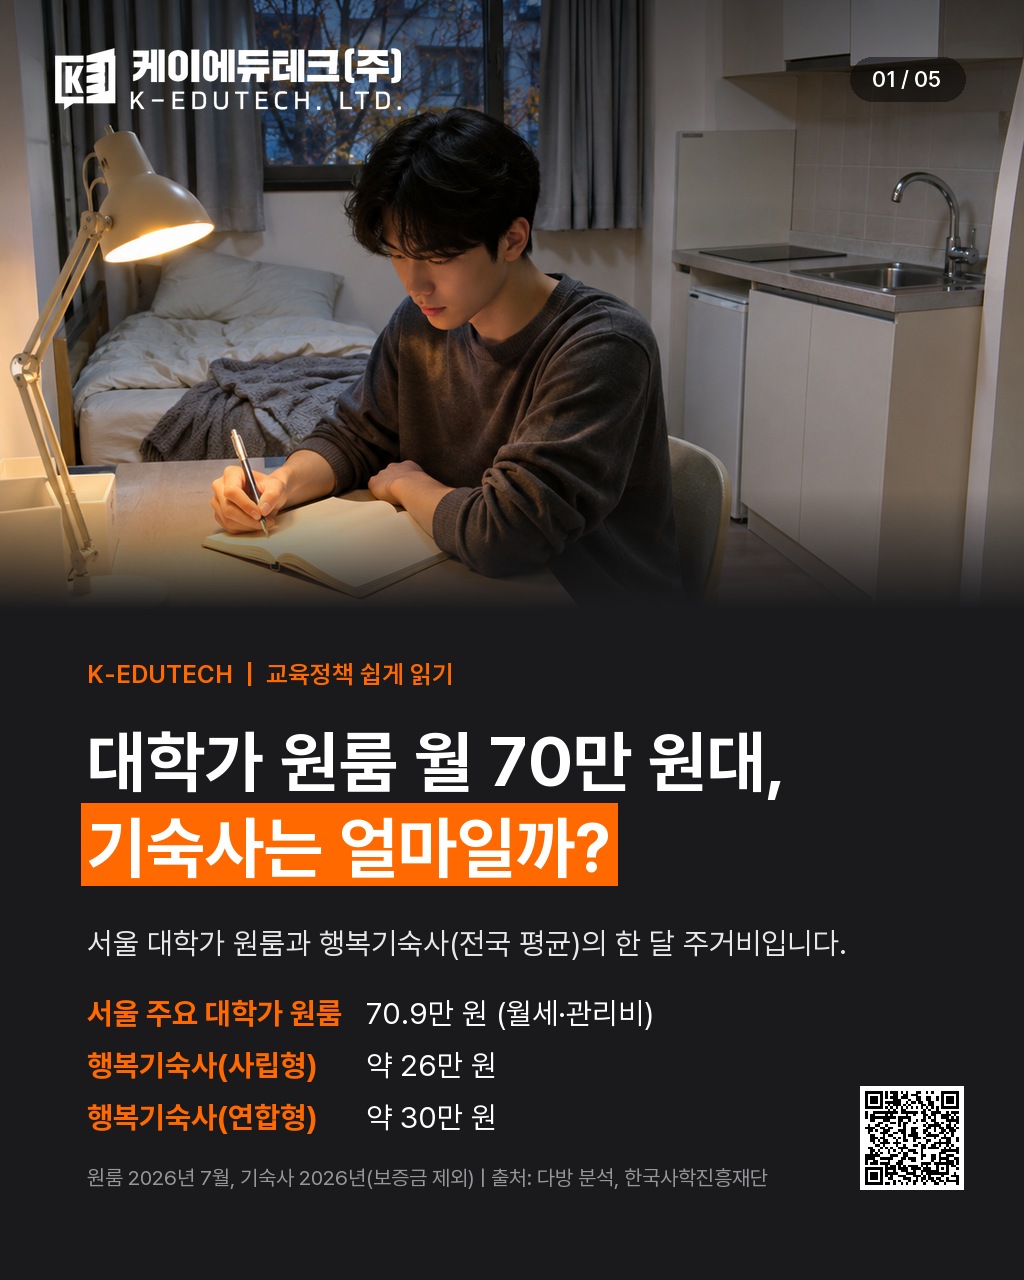 케이에듀테크(주)
K-EDUTECH. LTD.
01 / 05
K-EDUTECH | 교육정책 쉽게 읽기
대학가 원룸 월 70만 원대,
기숙사는 얼마일까?
서울 대학가 원룸과 행복기숙사(전국 평균)의 한 달 주거비입니다.
서울 주요 대학가 원룸 70.9만 원 (월세·관리비)
행복기숙사(사립형) 약 26만 원
행복기숙사(연합형) 약 30만 원
원룸 2026년 7월, 기숙사 2026년(보증금 제외) | 출처: 다방 분석, 한국사학진흥재단